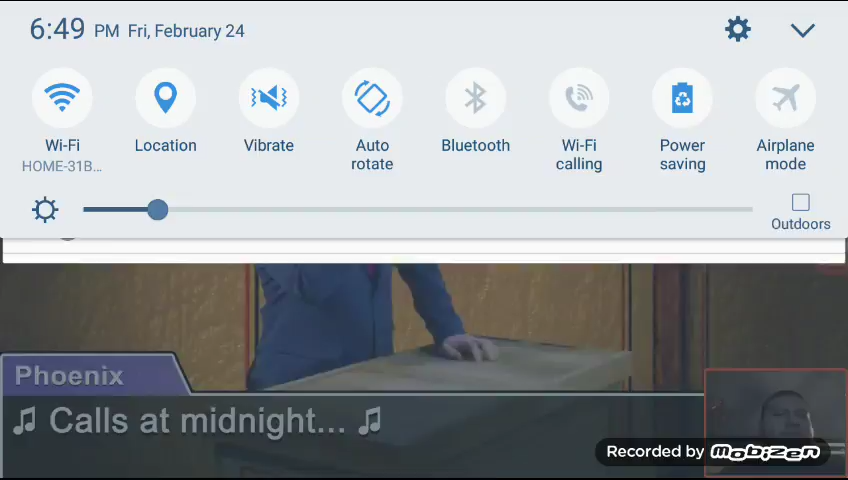 6:49 PM Fri, February 24
Wi-Fi
HOME-31B...
Location
Vibrate
Auto
rotate
Bluetooth
Wi-Fi
calling
Power
saving
Airplane
mode
Outdoors
Phoenix
♫ Calls at midnight... ♫
Recorded by Mobizen